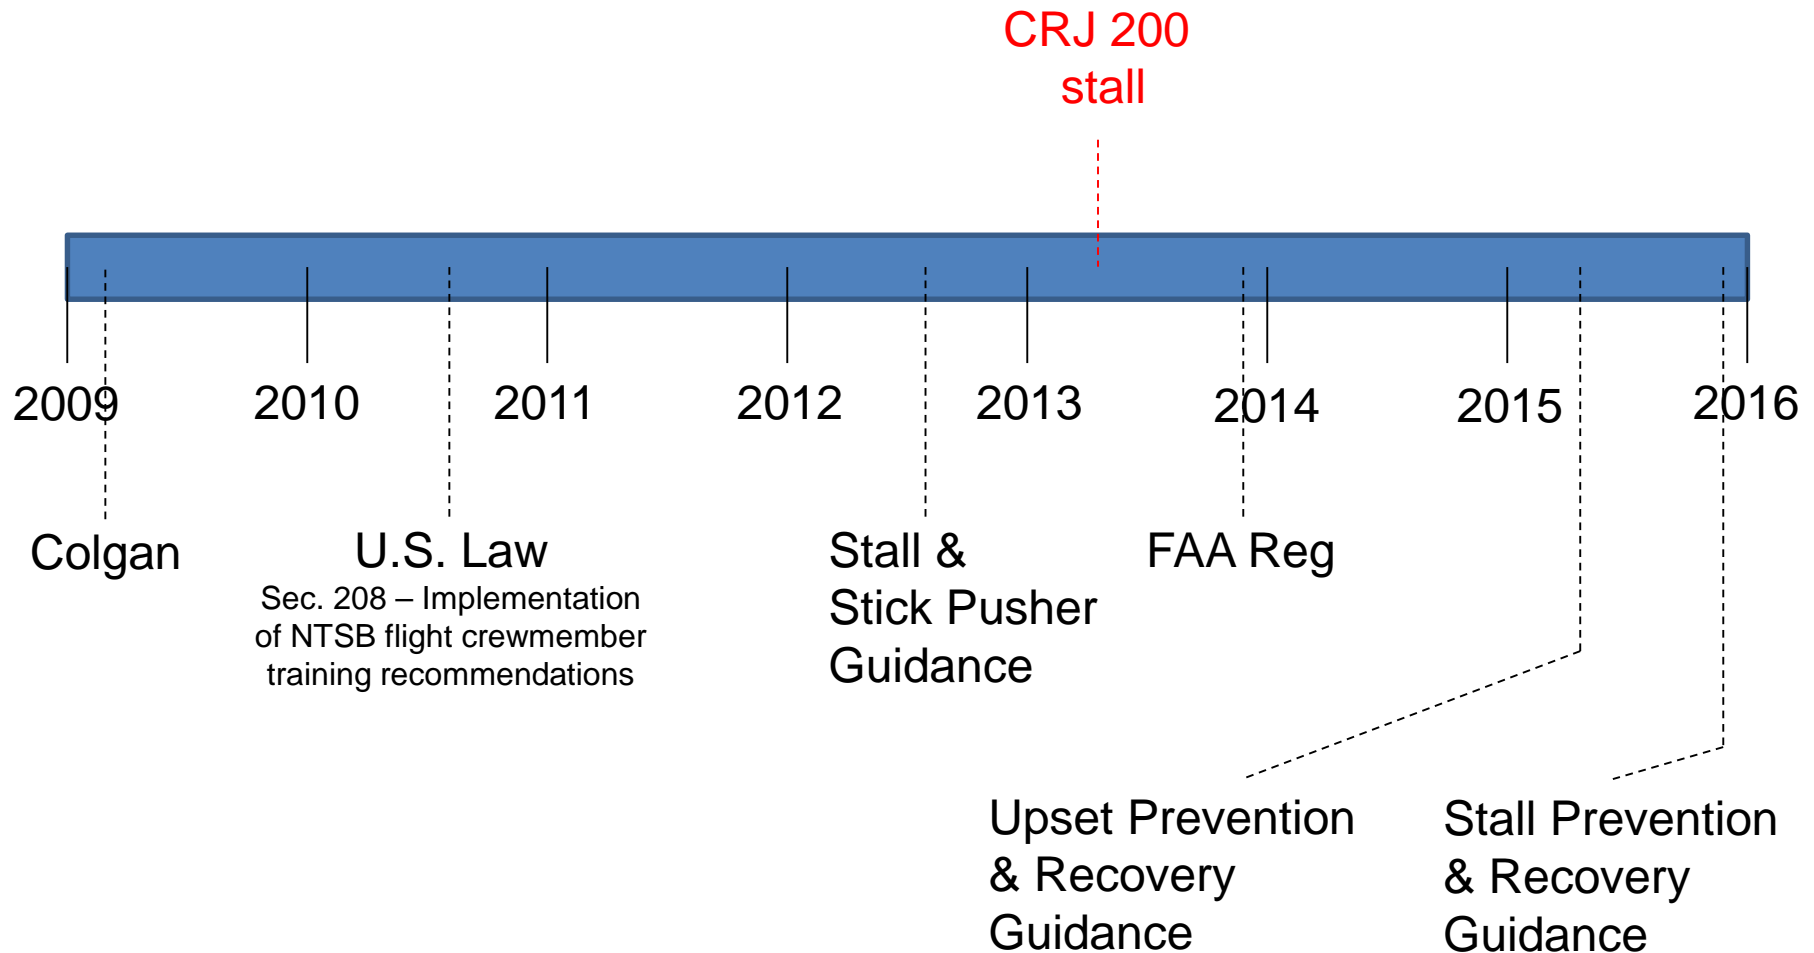 CRJ 200
stall
2009
2010
2011
2012
2013
2014
2015
2016
Colgan
U.S. Law
Sec. 208 – Implementation
of NTSB flight crewmember
training recommendations
Stall &
Stick Pusher
Guidance
FAA Reg
Upset Prevention
& Recovery
Guidance
Stall Prevention
& Recovery
Guidance